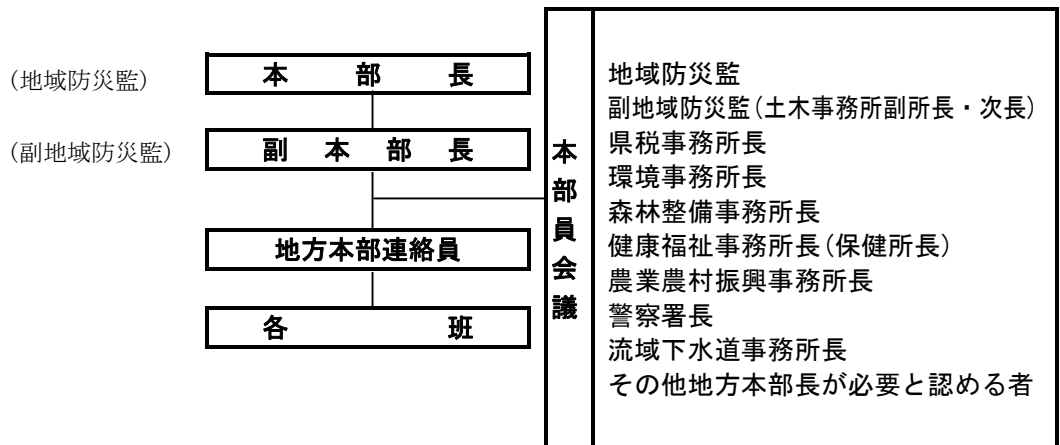 (地域防災監)
本部長
(副地域防災監)
副本部長
地方本部連絡員
各班
本部員会議
地域防災監
副地域防災監(土木事務所副所長・次長)
県税事務所長
環境事務所長
森林整備事務所長
健康福祉事務所長(保健所長)
農業農村振興事務所長
警察署長
流域下水道事務所長
その他地方本部長が必要と認める者